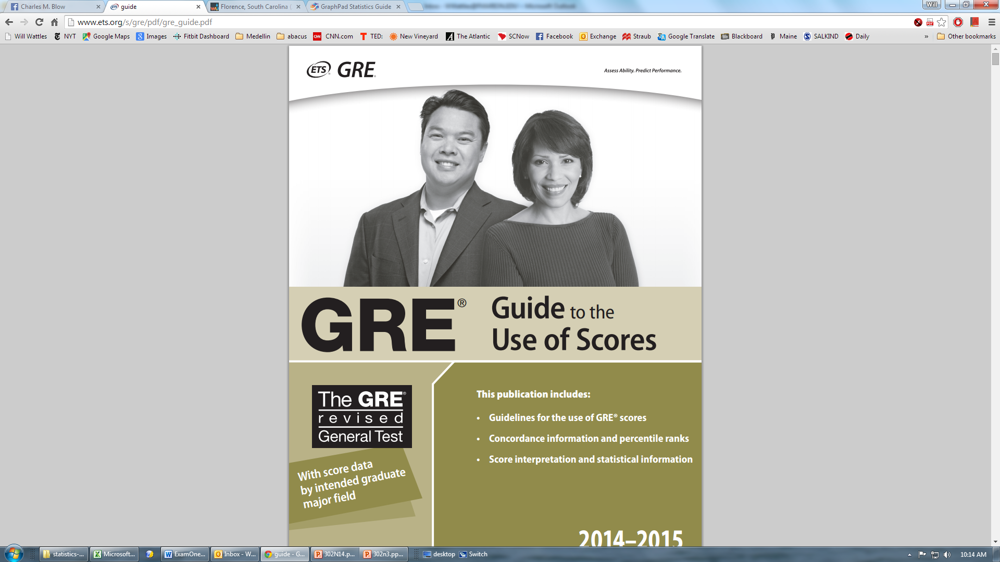 Charles M. Blow
guide
Florence, South Carolina (
GraphPad Statistics Guide
Will
www.ets.org/s/gre/pdf/gre_guide.pdf
Will Wattles
NYT
Google Maps
Images
Fitbit Dashboard
Medellin
abacus
CNN.com
TED:
New Vineyard
The Atlantic
SCNow
Facebook
Exchange
Straub
Google Translate
Blackboard
Maine
SALKIND
Daily
»
Other bookmarks
ETS GRE®
Assess Ability. Predict Performance.
GRE®
Guide to the
Use of Scores
The GRE®
revised
General Test
With score data
by intended graduate
major field
This publication includes:
• Guidelines for the use of GRE® scores
• Concordance information and percentile ranks
• Score interpretation and statistical information
2014–2015
statistics-...
Microsoft...
ExamOne...
Inbox - W...
guide - G...
302N14.p...
302n3.pp...
desktop
Switch
10:14 AM